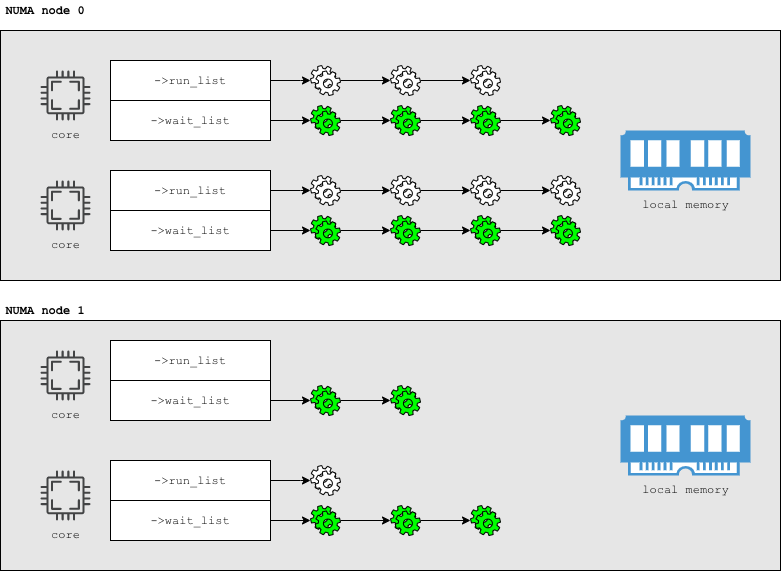 NUMA node 0
->run_list
->wait_list
core
->run_list
->wait_list
core
local memory
NUMA node 1
->run_list
->wait_list
core
->run_list
->wait_list
core
local memory